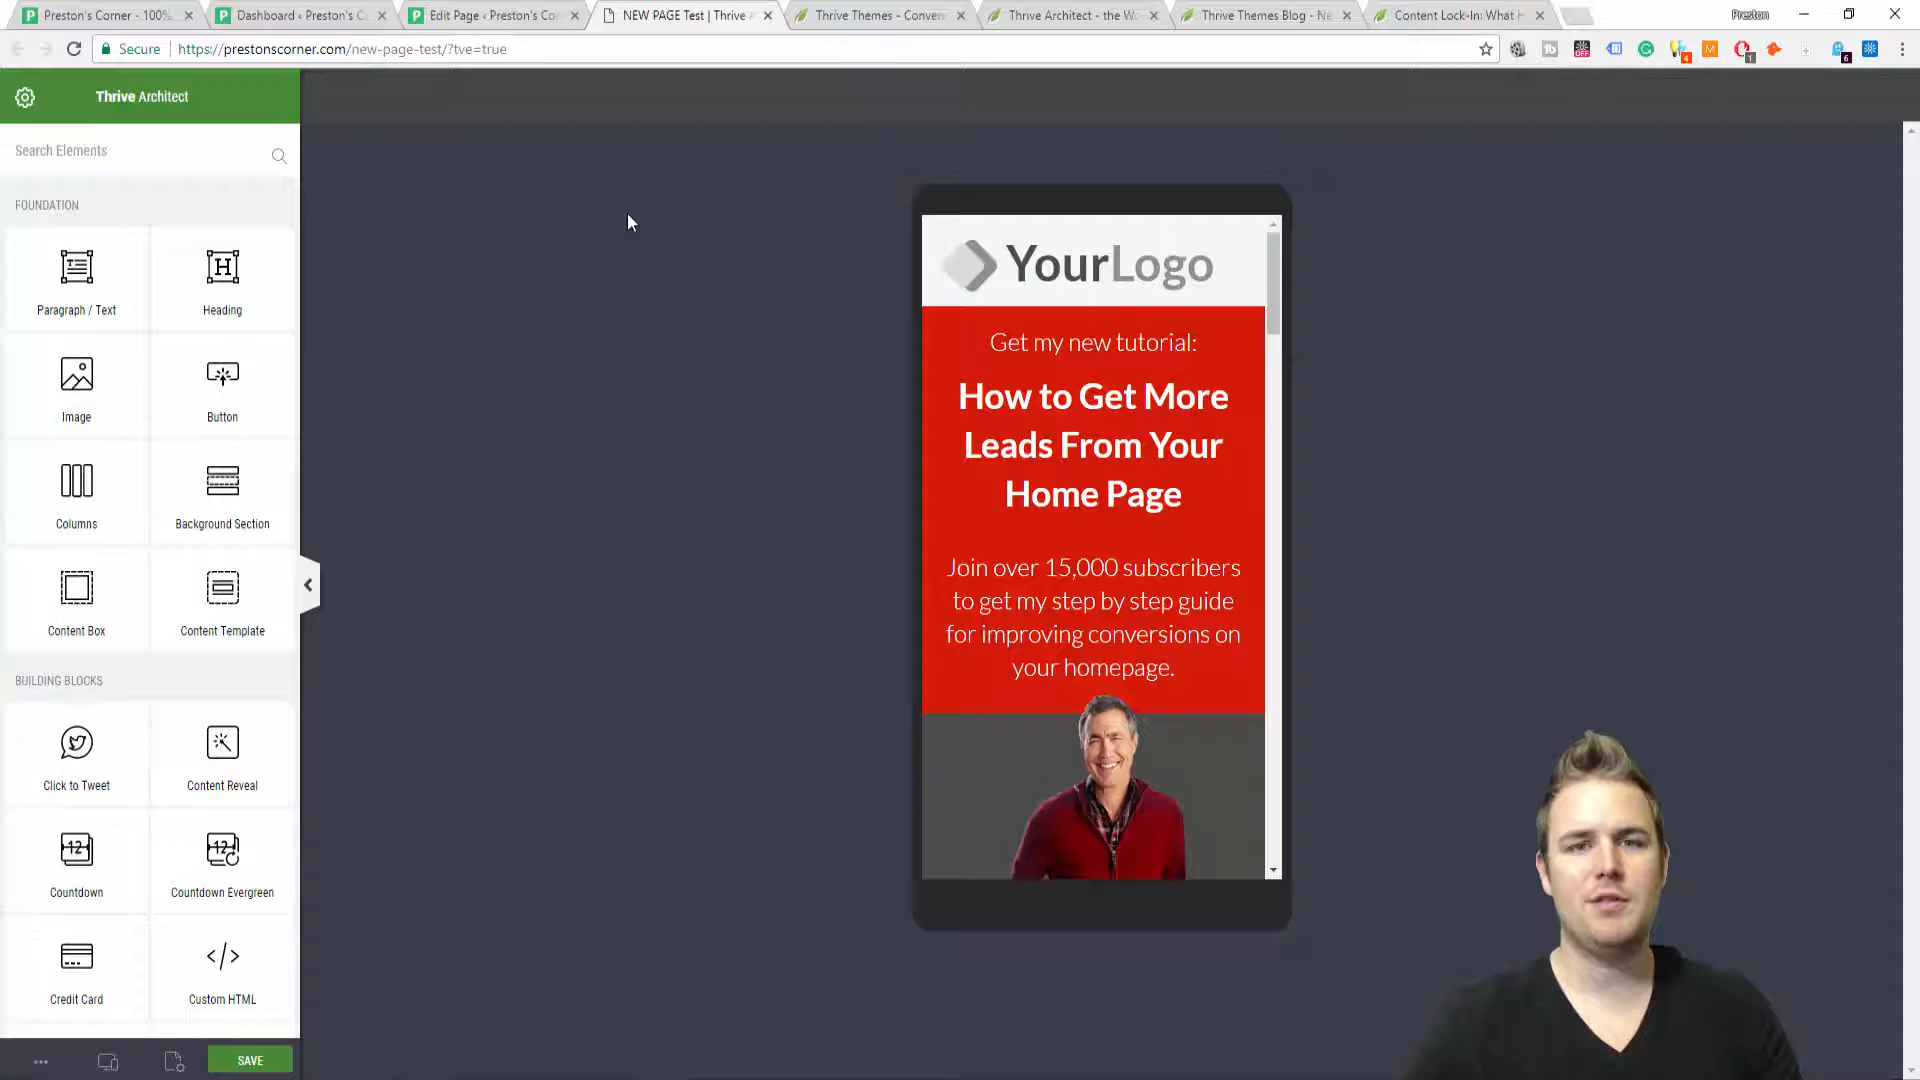 Preston's Corner - 100%
Dashboard ‹ Preston's C
Edit Page ‹ Preston's Co
NEW PAGE Test | Thrive
Thrive Themes - Conver
Thrive Architect - the W
Thrive Themes Blog - Ne
Content Lock-In: What
Preston
Secure
https://prestonscorner.com/new-page-test/?tve=true
Thrive Architect
Search Elements
FOUNDATION
Paragraph / Text
Heading
Image
Button
Columns
Background Section
Content Box
Content Template
BUILDING BLOCKS
Click to Tweet
Content Reveal
Countdown
Countdown Evergreen
Credit Card
Custom HTML
SAVE
YourLogo
Get my new tutorial:
How to Get More
Leads From Your
Home Page
Join over 15,000 subscribers
to get my step by step guide
for improving conversions on
your homepage.